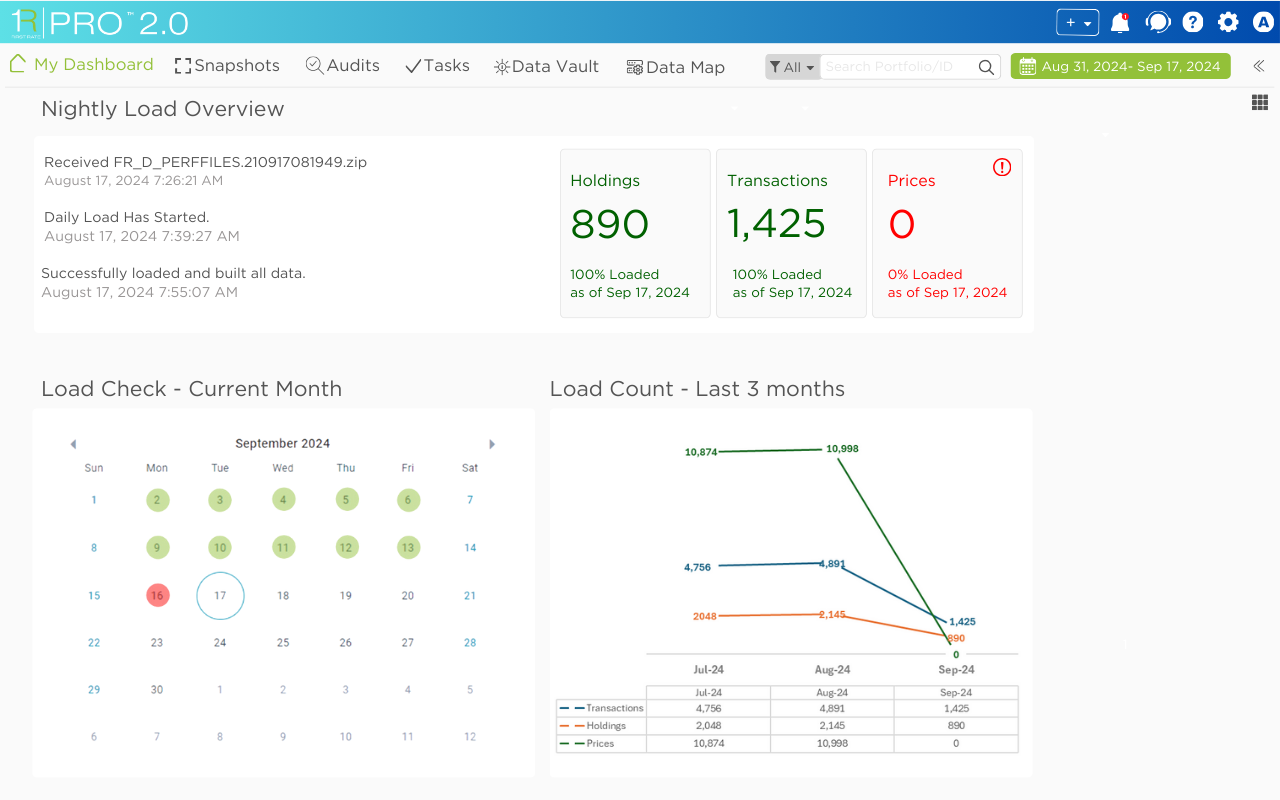 1R PRO™ 2.0
+
My Dashboard Snapshots Audits Tasks Data Vault Data Map All Search Portfolio/ID Aug 31, 2024- Sep 17, 2024
Nightly Load Overview
Received FR_D_PERFFILES.210917081949.zip
August 17, 2024 7:26:21 AM
Daily Load Has Started.
August 17, 2024 7:39:27 AM
Successfully loaded and built all data.
August 17, 2024 7:55:07 AM
Holdings
890
100% Loaded
as of Sep 17, 2024
Transactions
1,425
100% Loaded
as of Sep 17, 2024
Prices
0
0% Loaded
as of Sep 17, 2024
Load Check - Current Month
September 2024
Sun Mon Tue Wed Thu Fri Sat
1 2 3 4 5 6 7
8 9 10 11 12 13 14
15 16 17 18 19 20 21
22 23 24 25 26 27 28
29 30 1 2 3 4 5
6 7 8 9 10 11 12
Load Count - Last 3 months
10,874 10,998
4,756 4,891
2048 2,145
1,425
890
0
Jul-24 Aug-24 Sep-24
Jul-24 Aug-24 Sep-24
Transactions 4,756 4,891 1,425
Holdings 2,048 2,145 890
Prices 10,874 10,998 0